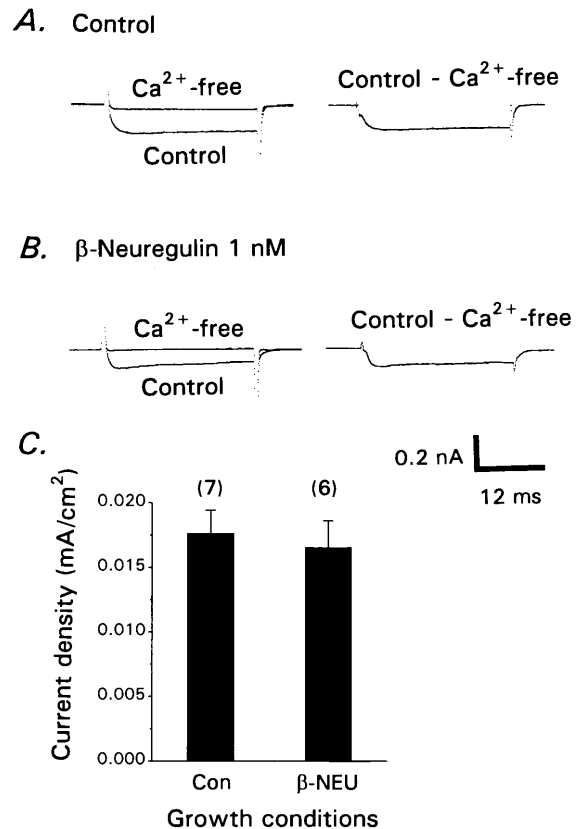 A. Control
Ca²⁺-free
Control
Control - Ca²⁺-free
B. β-Neuregulin 1 nM
Ca²⁺-free
Control
Control - Ca²⁺-free
C.
0.2 nA
12 ms
Current density (mA/cm²)
0.020
0.015
0.010
0.005
0.000
(7)
(6)
Con
β-NEU
Growth conditions